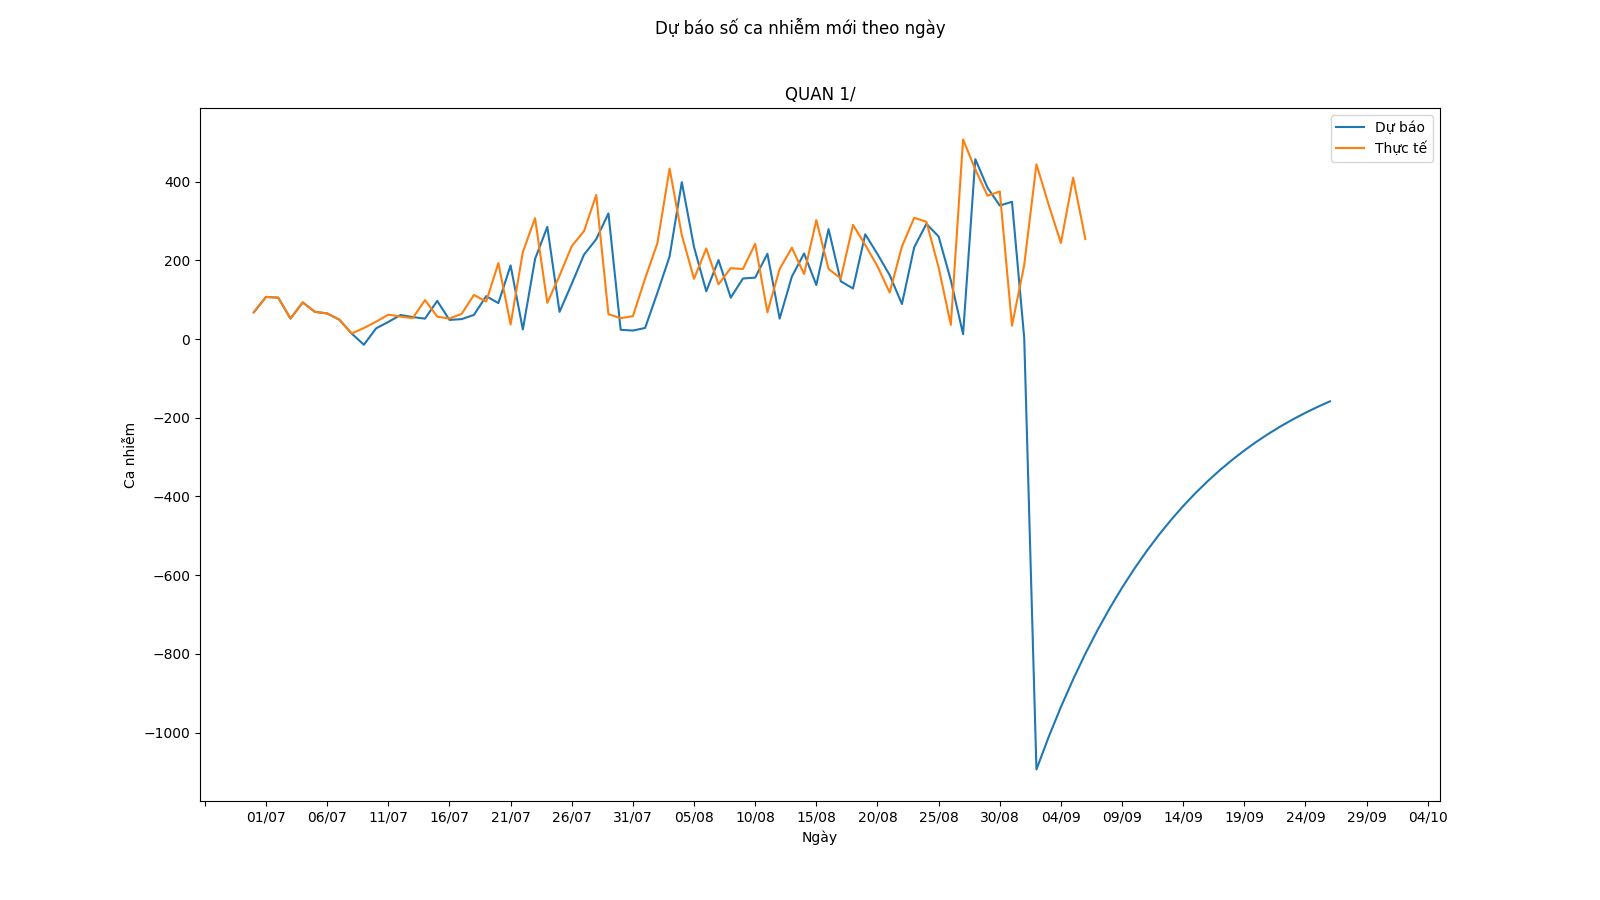 Dự báo số ca nhiễm mới theo ngày
QUAN 1/
Dự báo
Thực tế
400
200
0
−200
−400
−600
−800
−1000
Ca nhiễm
01/07 06/07 11/07 16/07 21/07 26/07 31/07 05/08 10/08 15/08 20/08 25/08 30/08 04/09 09/09 14/09 19/09 24/09 29/09 04/10
Ngày